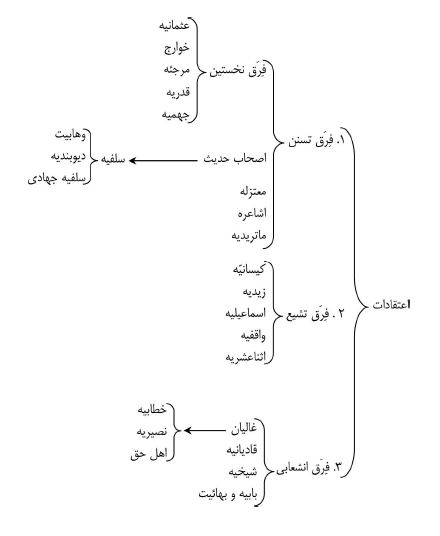 اعتقادات
۱. فِرَق تسنن
فِرَق نخستین
عثمانیه
خوارج
مرجئه
قدریه
جهمیه
اصحاب حدیث
سلفیه
وهابیت
دیوبندیه
سلفیه جهادی
معتزله
اشاعره
ماتریدیه
۲. فِرَق تشیع
کیسانیّه
زیدیه
اسماعیلیه
واقفیه
اثناعشریه
۳. فِرَق انشعابی
غالیان
خطابیه
نصیریه
اهل حق
قادیانیه
شیخیه
بابیه و بهائیت